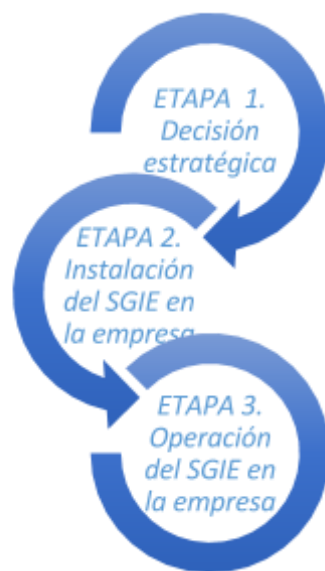 ETAPA 1.
Decisión
estratégica
ETAPA 2.
Instalación
del SGIE en
la empresa
ETAPA 3.
Operación
del SGIE en
la empresa